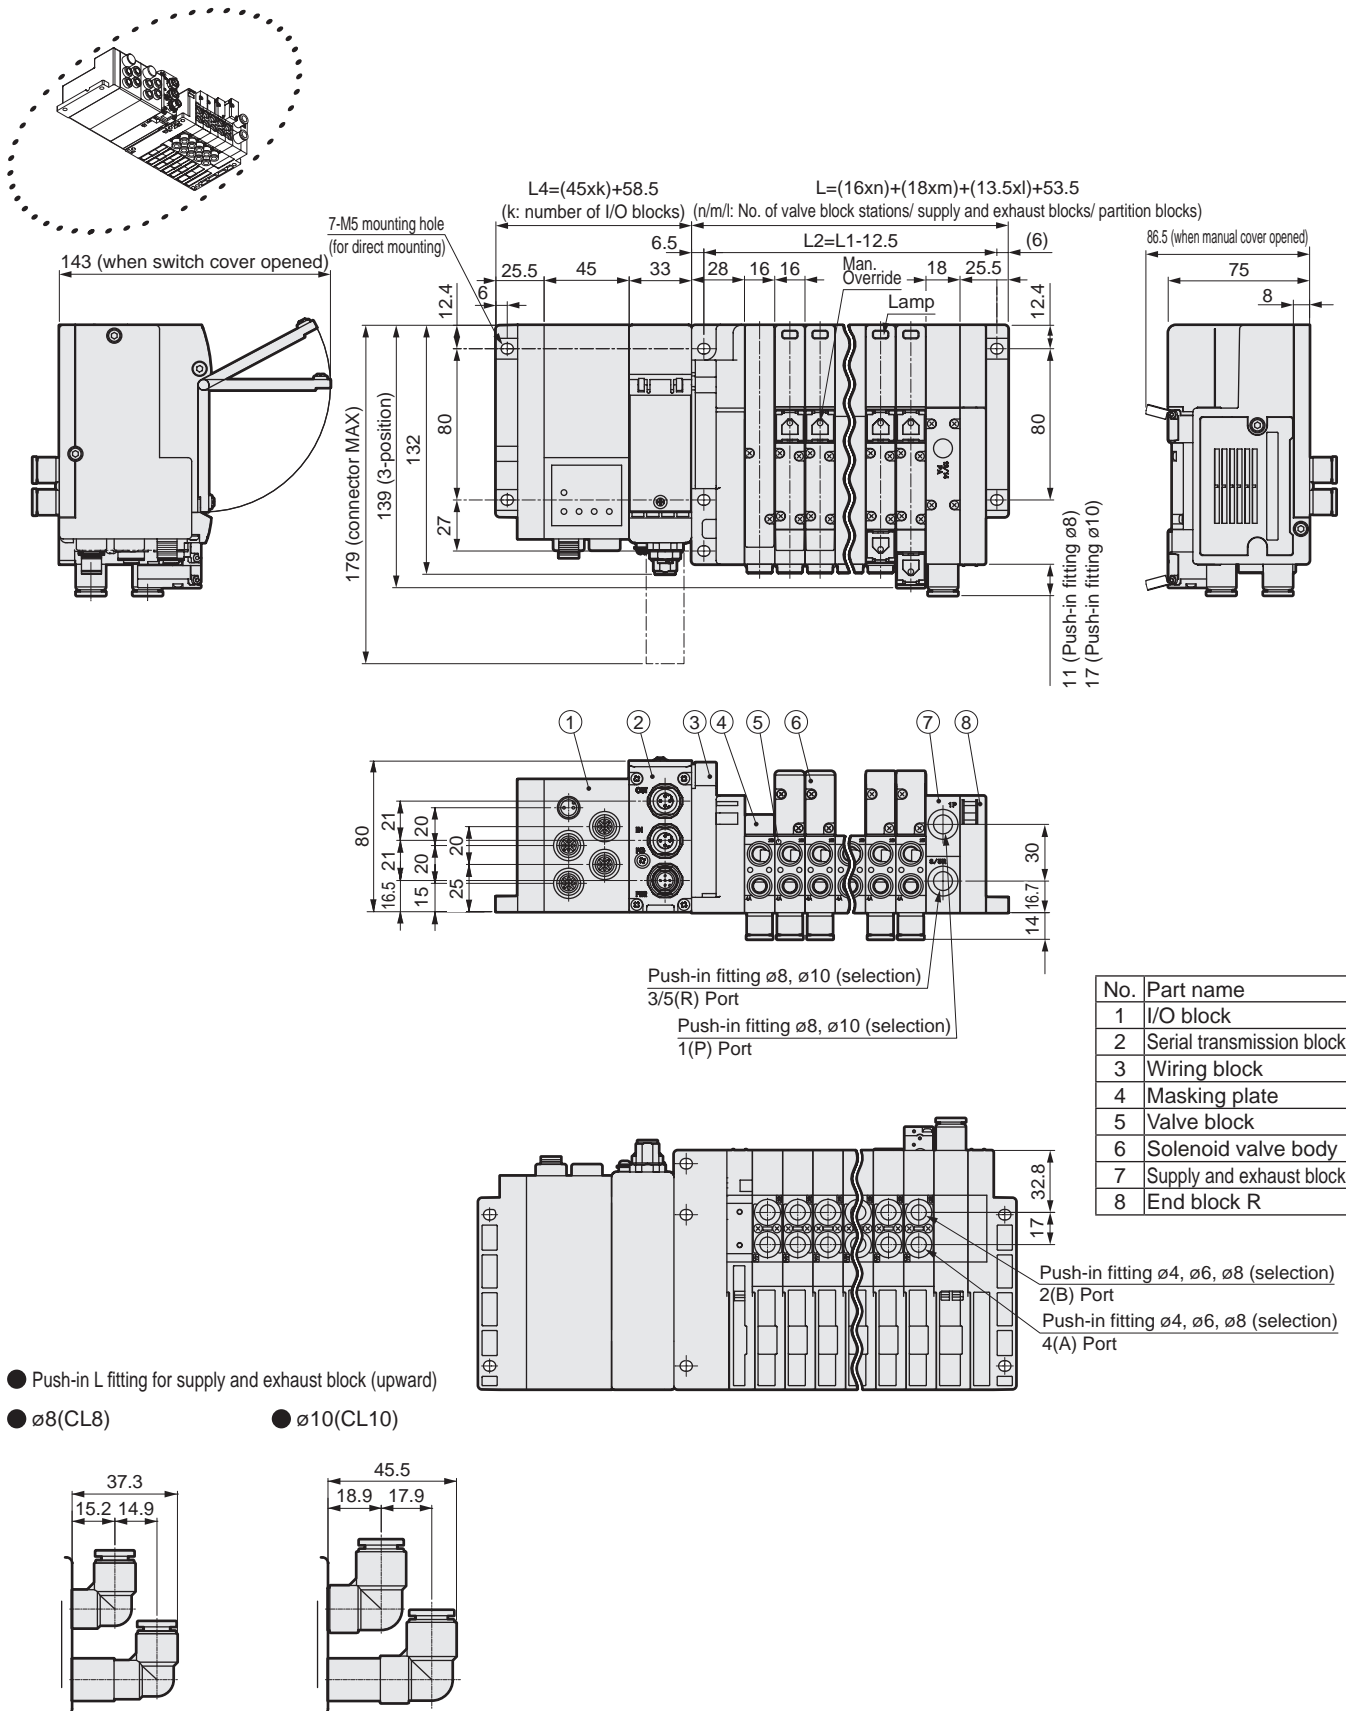 L4=(45xk)+58.5
L=(16xn)+(18xm)+(13.5xl)+53.5
(k: number of I/O blocks)
(n/m/l: No. of valve block stations/ supply and exhaust blocks/ partition blocks)
7-M5 mounting hole
(for direct mounting)
6.5
L2=L1-12.5
(6)
86.5 (when manual cover opened)
143 (when switch cover opened)
25.5
45
33
28
16
16
Man.
Override
18
25.5
75
6
Lamp
8
12.4
12.4
80
80
27
132
139 (3-position)
179 (connector MAX)
11 (Push-in fitting ø8)
17 (Push-in fitting ø10)
1
2
3
4
5
6
7
8
80
21
21
16.5
20
20
15
20
25
OUT
IN
1P
30
16.7
14
Push-in fitting ø8, ø10 (selection)
3/5(R) Port
Push-in fitting ø8, ø10 (selection)
1(P) Port
No. Part name
1 I/O block
2 Serial transmission block
3 Wiring block
4 Masking plate
5 Valve block
6 Solenoid valve body
7 Supply and exhaust block
8 End block R
32.8
17
Push-in fitting ø4, ø6, ø8 (selection)
2(B) Port
Push-in fitting ø4, ø6, ø8 (selection)
4(A) Port
● Push-in L fitting for supply and exhaust block (upward)
● ø8(CL8)
● ø10(CL10)
37.3
15.2
14.9
45.5
18.9
17.9